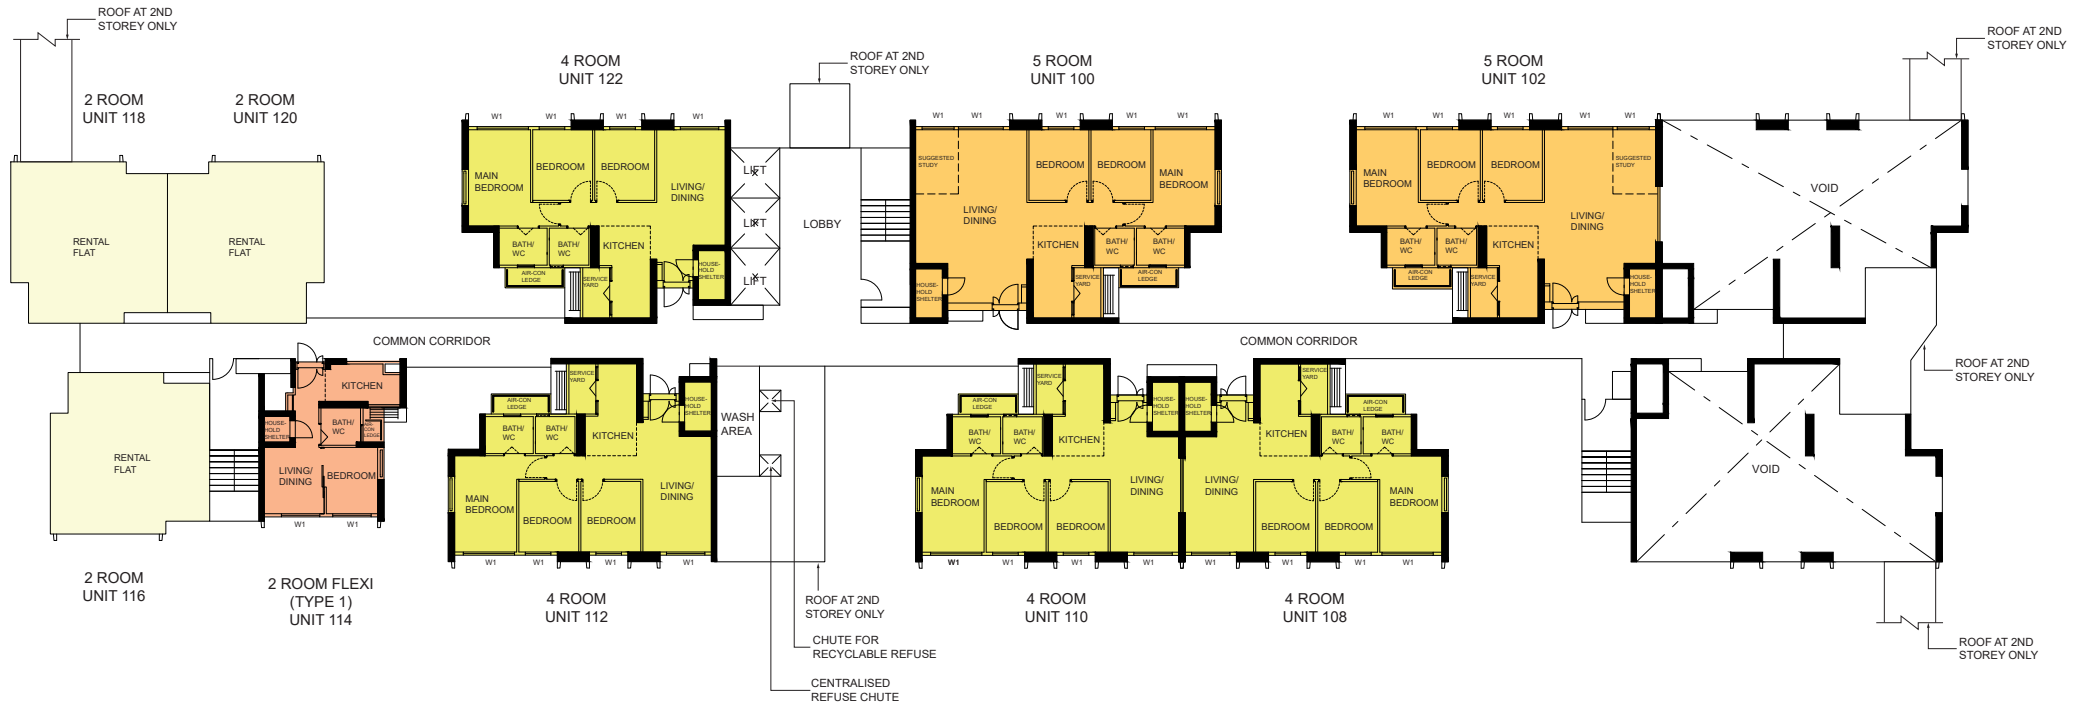 ROOF AT 2ND
STOREY ONLY
ROOF AT 2ND
STOREY ONLY
ROOF AT 2ND
STOREY ONLY
4 ROOM
UNIT 122
5 ROOM
UNIT 100
5 ROOM
UNIT 102
2 ROOM
UNIT 118
2 ROOM
UNIT 120
W1
W1
W1
W1
W1
W1
W1
W1
W1
W1
W1
W1
RENTAL
FLAT
RENTAL
FLAT
MAIN
BEDROOM
BEDROOM
BEDROOM
LIVING/
DINING
BATH/
WC
BATH/
WC
KITCHEN
AIR-CON
LEDGE
SERVICE
YARD
HOUSE-
HOLD
SHELTER
LIFT
LIFT
LIFT
LOBBY
SUGGESTED
STUDY
BEDROOM
BEDROOM
MAIN
BEDROOM
LIVING/
DINING
KITCHEN
BATH/
WC
BATH/
WC
SERVICE
YARD
AIR-CON
LEDGE
HOUSE-
HOLD
SHELTER
MAIN
BEDROOM
BEDROOM
BEDROOM
SUGGESTED
STUDY
LIVING/
DINING
BATH/
WC
BATH/
WC
KITCHEN
AIR-CON
LEDGE
SERVICE
YARD
HOUSE-
HOLD
SHELTER
VOID
COMMON CORRIDOR
COMMON CORRIDOR
ROOF AT 2ND
STOREY ONLY
RENTAL
FLAT
KITCHEN
HOUSE-
HOLD
SHELTER
BATH/
WC
AIR-
CON
LEDGE
LIVING/
DINING
BEDROOM
W1
W1
SERVICE
YARD
AIR-CON
LEDGE
HOUSE-
HOLD
SHELTER
BATH/
WC
BATH/
WC
KITCHEN
MAIN
BEDROOM
BEDROOM
BEDROOM
LIVING/
DINING
W1
W1
W1
W1
WASH
AREA
SERVICE
YARD
AIR-CON
LEDGE
HOUSE-
HOLD
SHELTER
BATH/
WC
BATH/
WC
KITCHEN
MAIN
BEDROOM
BEDROOM
BEDROOM
LIVING/
DINING
W1
W1
W1
W1
HOUSE-
HOLD
SHELTER
SERVICE
YARD
AIR-CON
LEDGE
KITCHEN
BATH/
WC
BATH/
WC
LIVING/
DINING
BEDROOM
BEDROOM
MAIN
BEDROOM
W1
W1
W1
W1
VOID
2 ROOM
UNIT 116
2 ROOM FLEXI
(TYPE 1)
UNIT 114
4 ROOM
UNIT 112
4 ROOM
UNIT 110
4 ROOM
UNIT 108
ROOF AT 2ND
STOREY ONLY
CHUTE FOR
RECYCLABLE REFUSE
CENTRALISED
REFUSE CHUTE
ROOF AT 2ND
STOREY ONLY